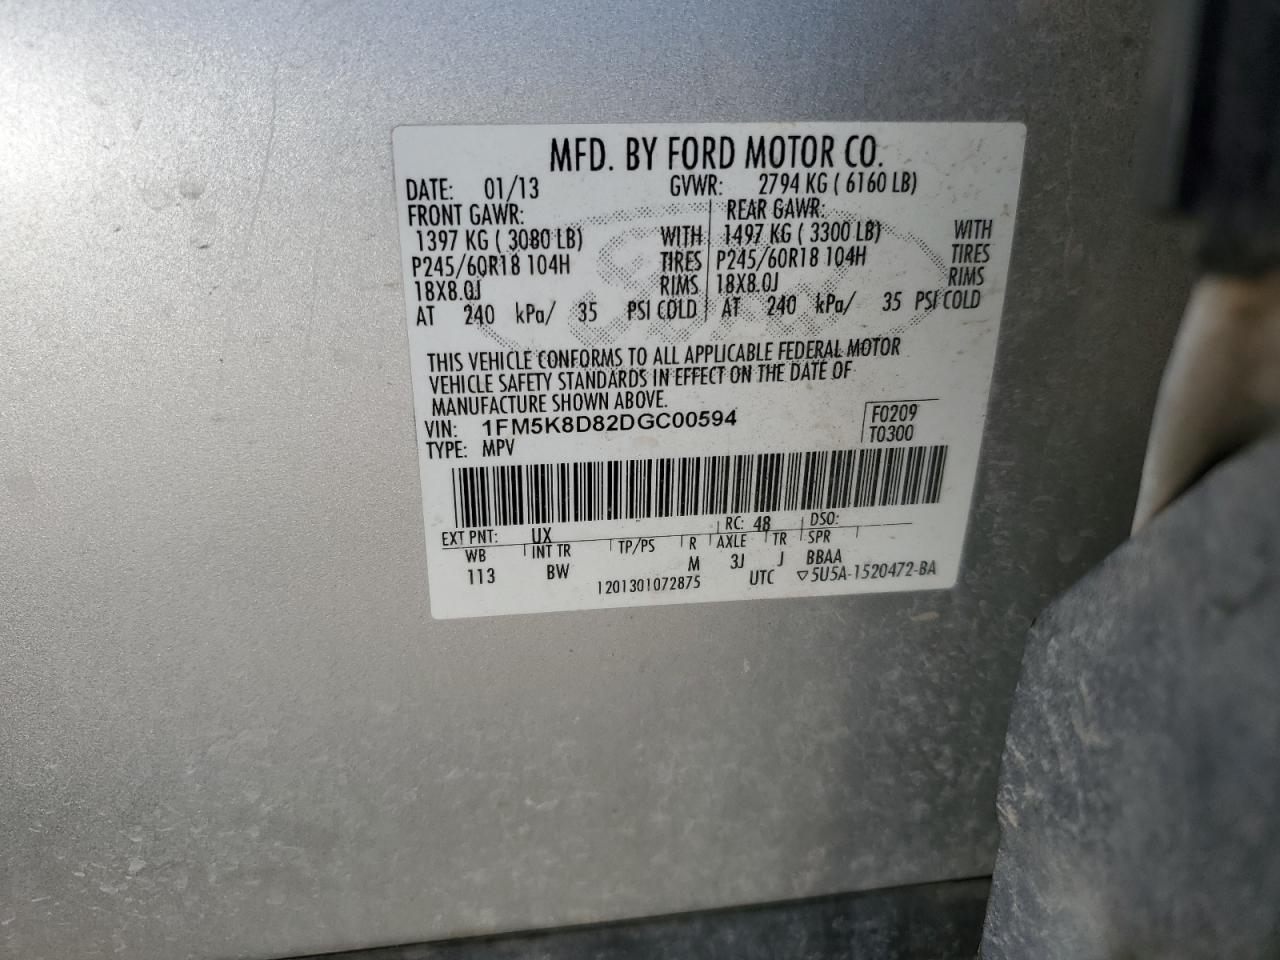 MFD. BY FORD MOTOR CO.
DATE: 01/13 GVWR: 2794 KG ( 6160 LB)
FRONT GAWR: REAR GAWR:
1397 KG ( 3080 LB) WITH 1497 KG ( 3300 LB) WITH
P245/60R18 104H TIRES P245/60R18 104H TIRES
18X8.0J RIMS 18X8.0J RIMS
AT 240 kPa/ 35 PSI COLD AT 240 kPa/ 35 PSI COLD
THIS VEHICLE CONFORMS TO ALL APPLICABLE FEDERAL MOTOR
VEHICLE SAFETY STANDARDS IN EFFECT ON THE DATE OF
MANUFACTURE SHOWN ABOVE.
VIN: 1FM5K8D82DGC00594 F0209
TYPE: MPV T0300
EXT PNT: UX RC: 48 DSO:
WB INT TR TP/PS R AXLE TR SPR
113 BW M 3J J BBAA
1201301072875 UTC ▽5U5A-1520472-BA